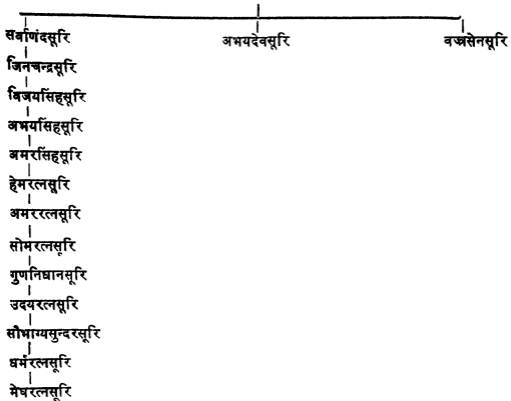 सर्वाणंदसूरि अभयदेवसूरि वज्रसेनसूरि
जिनचन्द्रसूरि
विजयसिंहसूरि
अभयसिंहसूरि
अमरसिंहसूरि
हेमरत्नसूरि
अमररत्नसूरि
सोमरत्नसूरि
गुणनिधानसूरि
उदयरत्नसूरि
सौभाग्यसुन्दरसूरि
धर्मरत्नसूरि
मेघरत्नसूरि